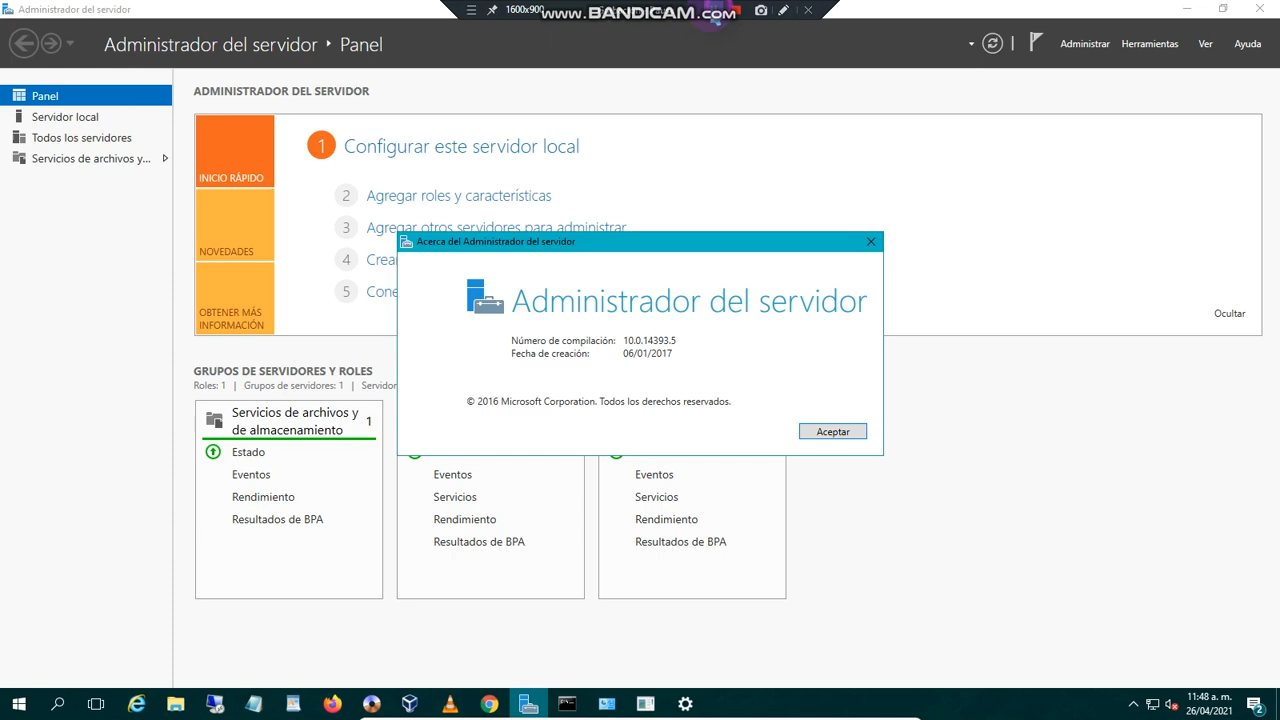 Administrador del servidor
1600x900
www.BANDICAM.com
Administrador del servidor ‣ Panel
Administrar
Herramientas
Ver
Ayuda
Panel
Servidor local
Todos los servidores
Servicios de archivos y...
ADMINISTRADOR DEL SERVIDOR
INICIO RÁPIDO
NOVEDADES
OBTENER MÁS
INFORMACIÓN
1 Configurar este servidor local
2 Agregar roles y características
3 Agregar otros servidores para administrar
4 Crea
5 Cone
Ocultar
Acerca del Administrador del servidor
Administrador del servidor
Número de compilación: 10.0.14393.5
Fecha de creación: 06/01/2017
© 2016 Microsoft Corporation. Todos los derechos reservados.
Aceptar
GRUPOS DE SERVIDORES Y ROLES
Roles: 1 | Grupos de servidores: 1 | Servidor
Servicios de archivos y
de almacenamiento
1
Estado
Eventos
Rendimiento
Resultados de BPA
Eventos
Servicios
Rendimiento
Resultados de BPA
Eventos
Servicios
Rendimiento
Resultados de BPA
11:48 a. m.
26/04/2021
2